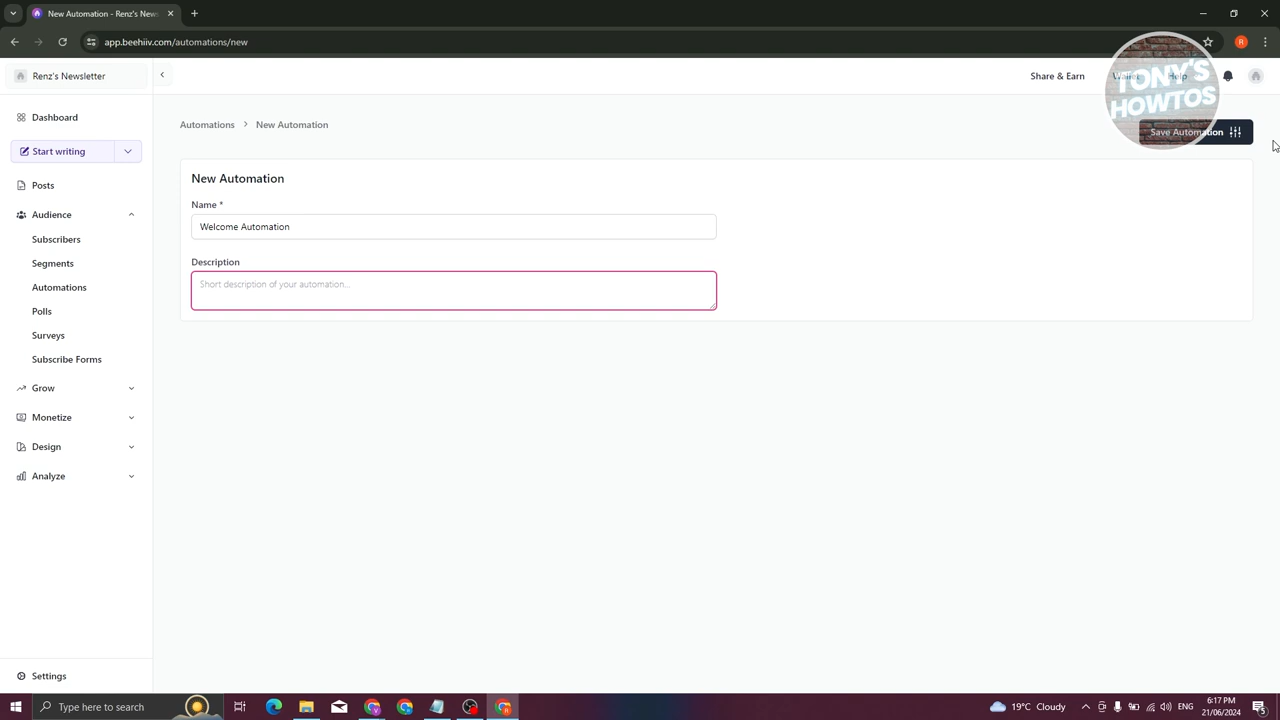 New Automation - Renz's News
app.beehiiv.com/automations/new
Renz's Newsletter
Share & Earn
Wallet
Help
TONY'S
HOWTOS
Dashboard
Automations > New Automation
Save Automation
Start writing
New Automation
Posts
Name *
Audience
Welcome Automation
Subscribers
Segments
Description
Automations
Short description of your automation...
Polls
Surveys
Subscribe Forms
Grow
Monetize
Design
Analyze
Settings
Type here to search
19°C Cloudy
ENG
6:17 PM
21/06/2024